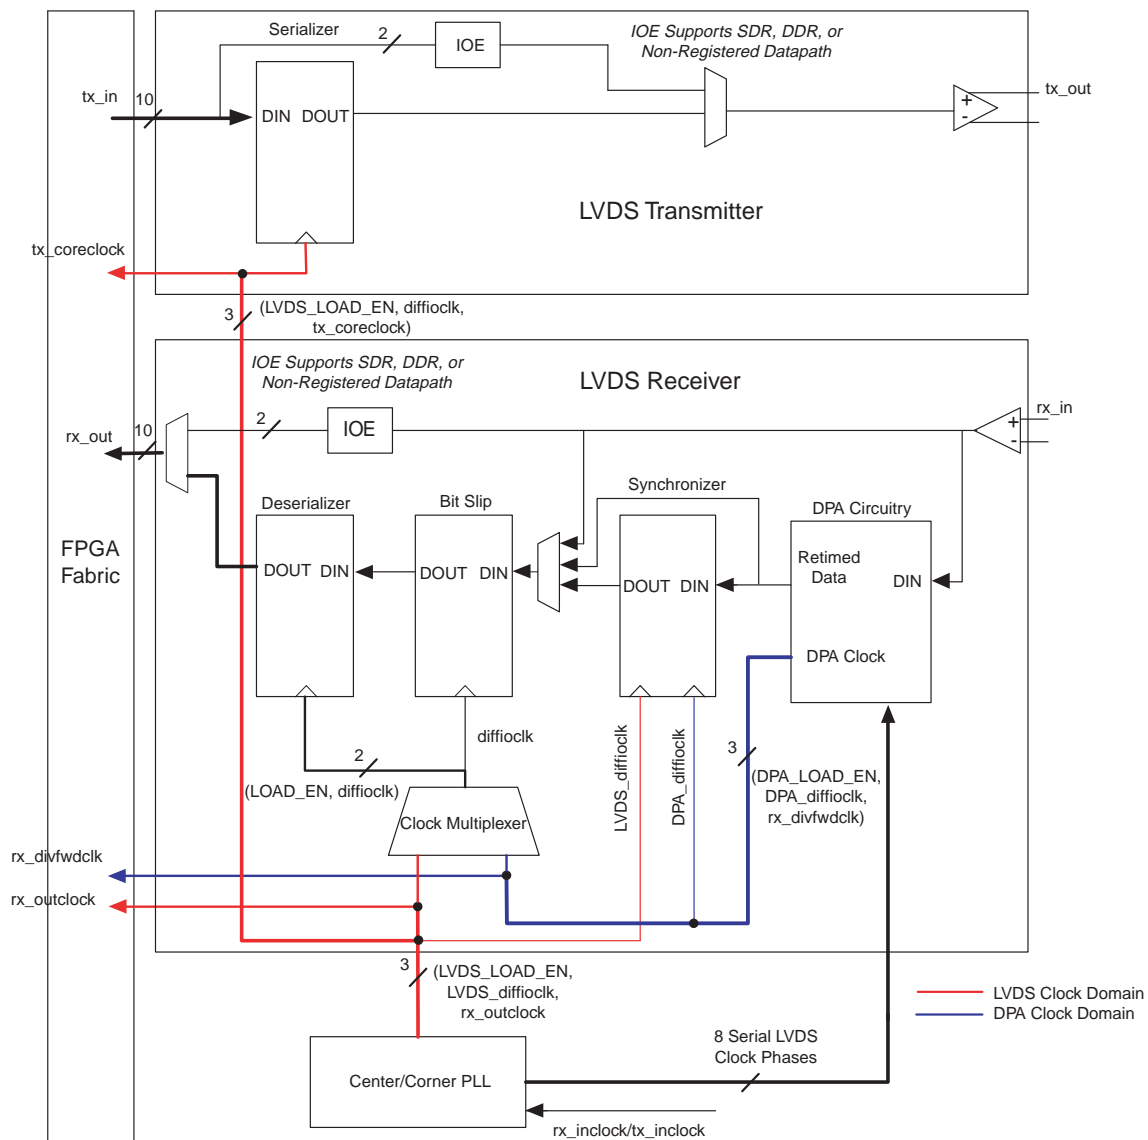 Serializer
2
IOE
IOE Supports SDR, DDR, or
Non-Registered Datapath
tx_in
10
DIN DOUT
+
-
tx_out
LVDS Transmitter
tx_coreclock
3
(LVDS_LOAD_EN, diffioclk,
tx_coreclock)
IOE Supports SDR, DDR, or
Non-Registered Datapath
LVDS Receiver
rx_out
10
2
IOE
+
-
rx_in
Deserializer
Bit Slip
Synchronizer
DPA Circuitry
FPGA
Fabric
DOUT DIN
DOUT DIN
DOUT DIN
Retimed
Data
DIN
DPA Clock
2
(LOAD_EN, diffioclk)
diffioclk
LVDS_diffioclk
DPA_diffioclk
3
(DPA_LOAD_EN,
DPA_diffioclk,
rx_divfwdclk)
Clock Multiplexer
rx_divfwdclk
rx_outclock
3
(LVDS_LOAD_EN,
LVDS_diffioclk,
rx_outclock
LVDS Clock Domain
DPA Clock Domain
8 Serial LVDS
Clock Phases
Center/Corner PLL
rx_inclock/tx_inclock